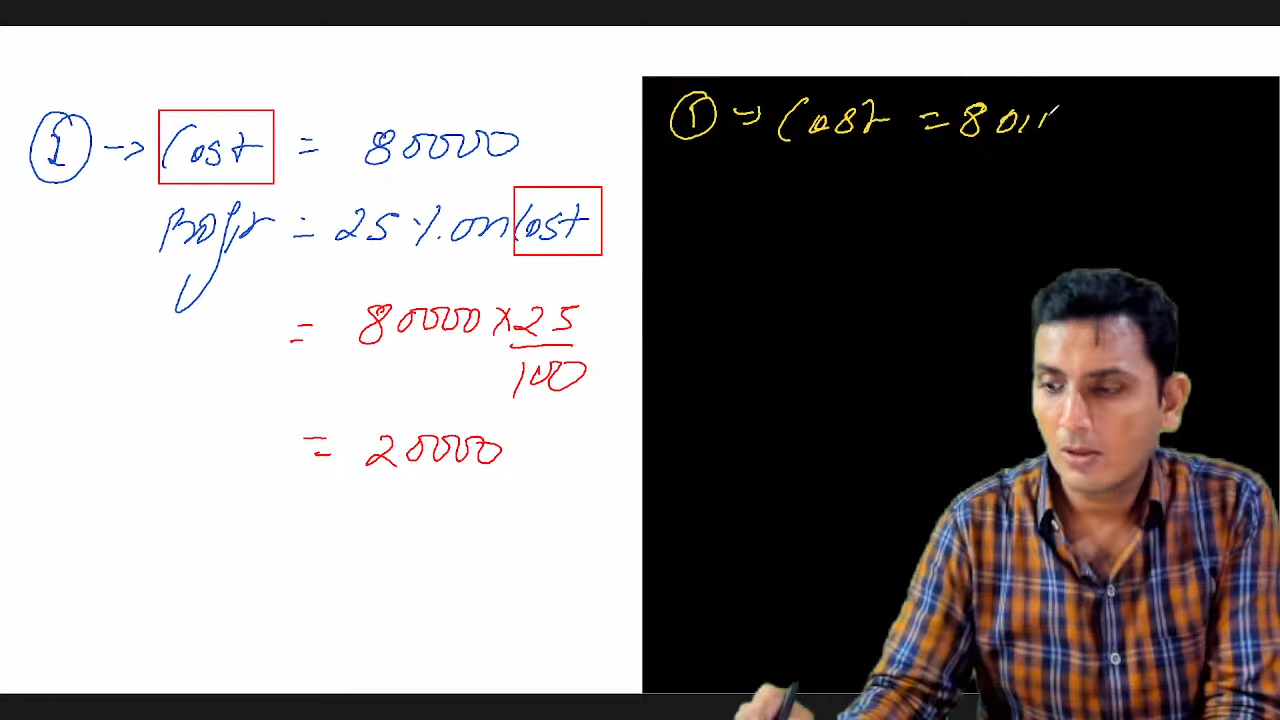 1 → Cost = 80000
Profit = 25 % on Cost
= 80000 × 25/100
= 20000
1 → Cost = 80